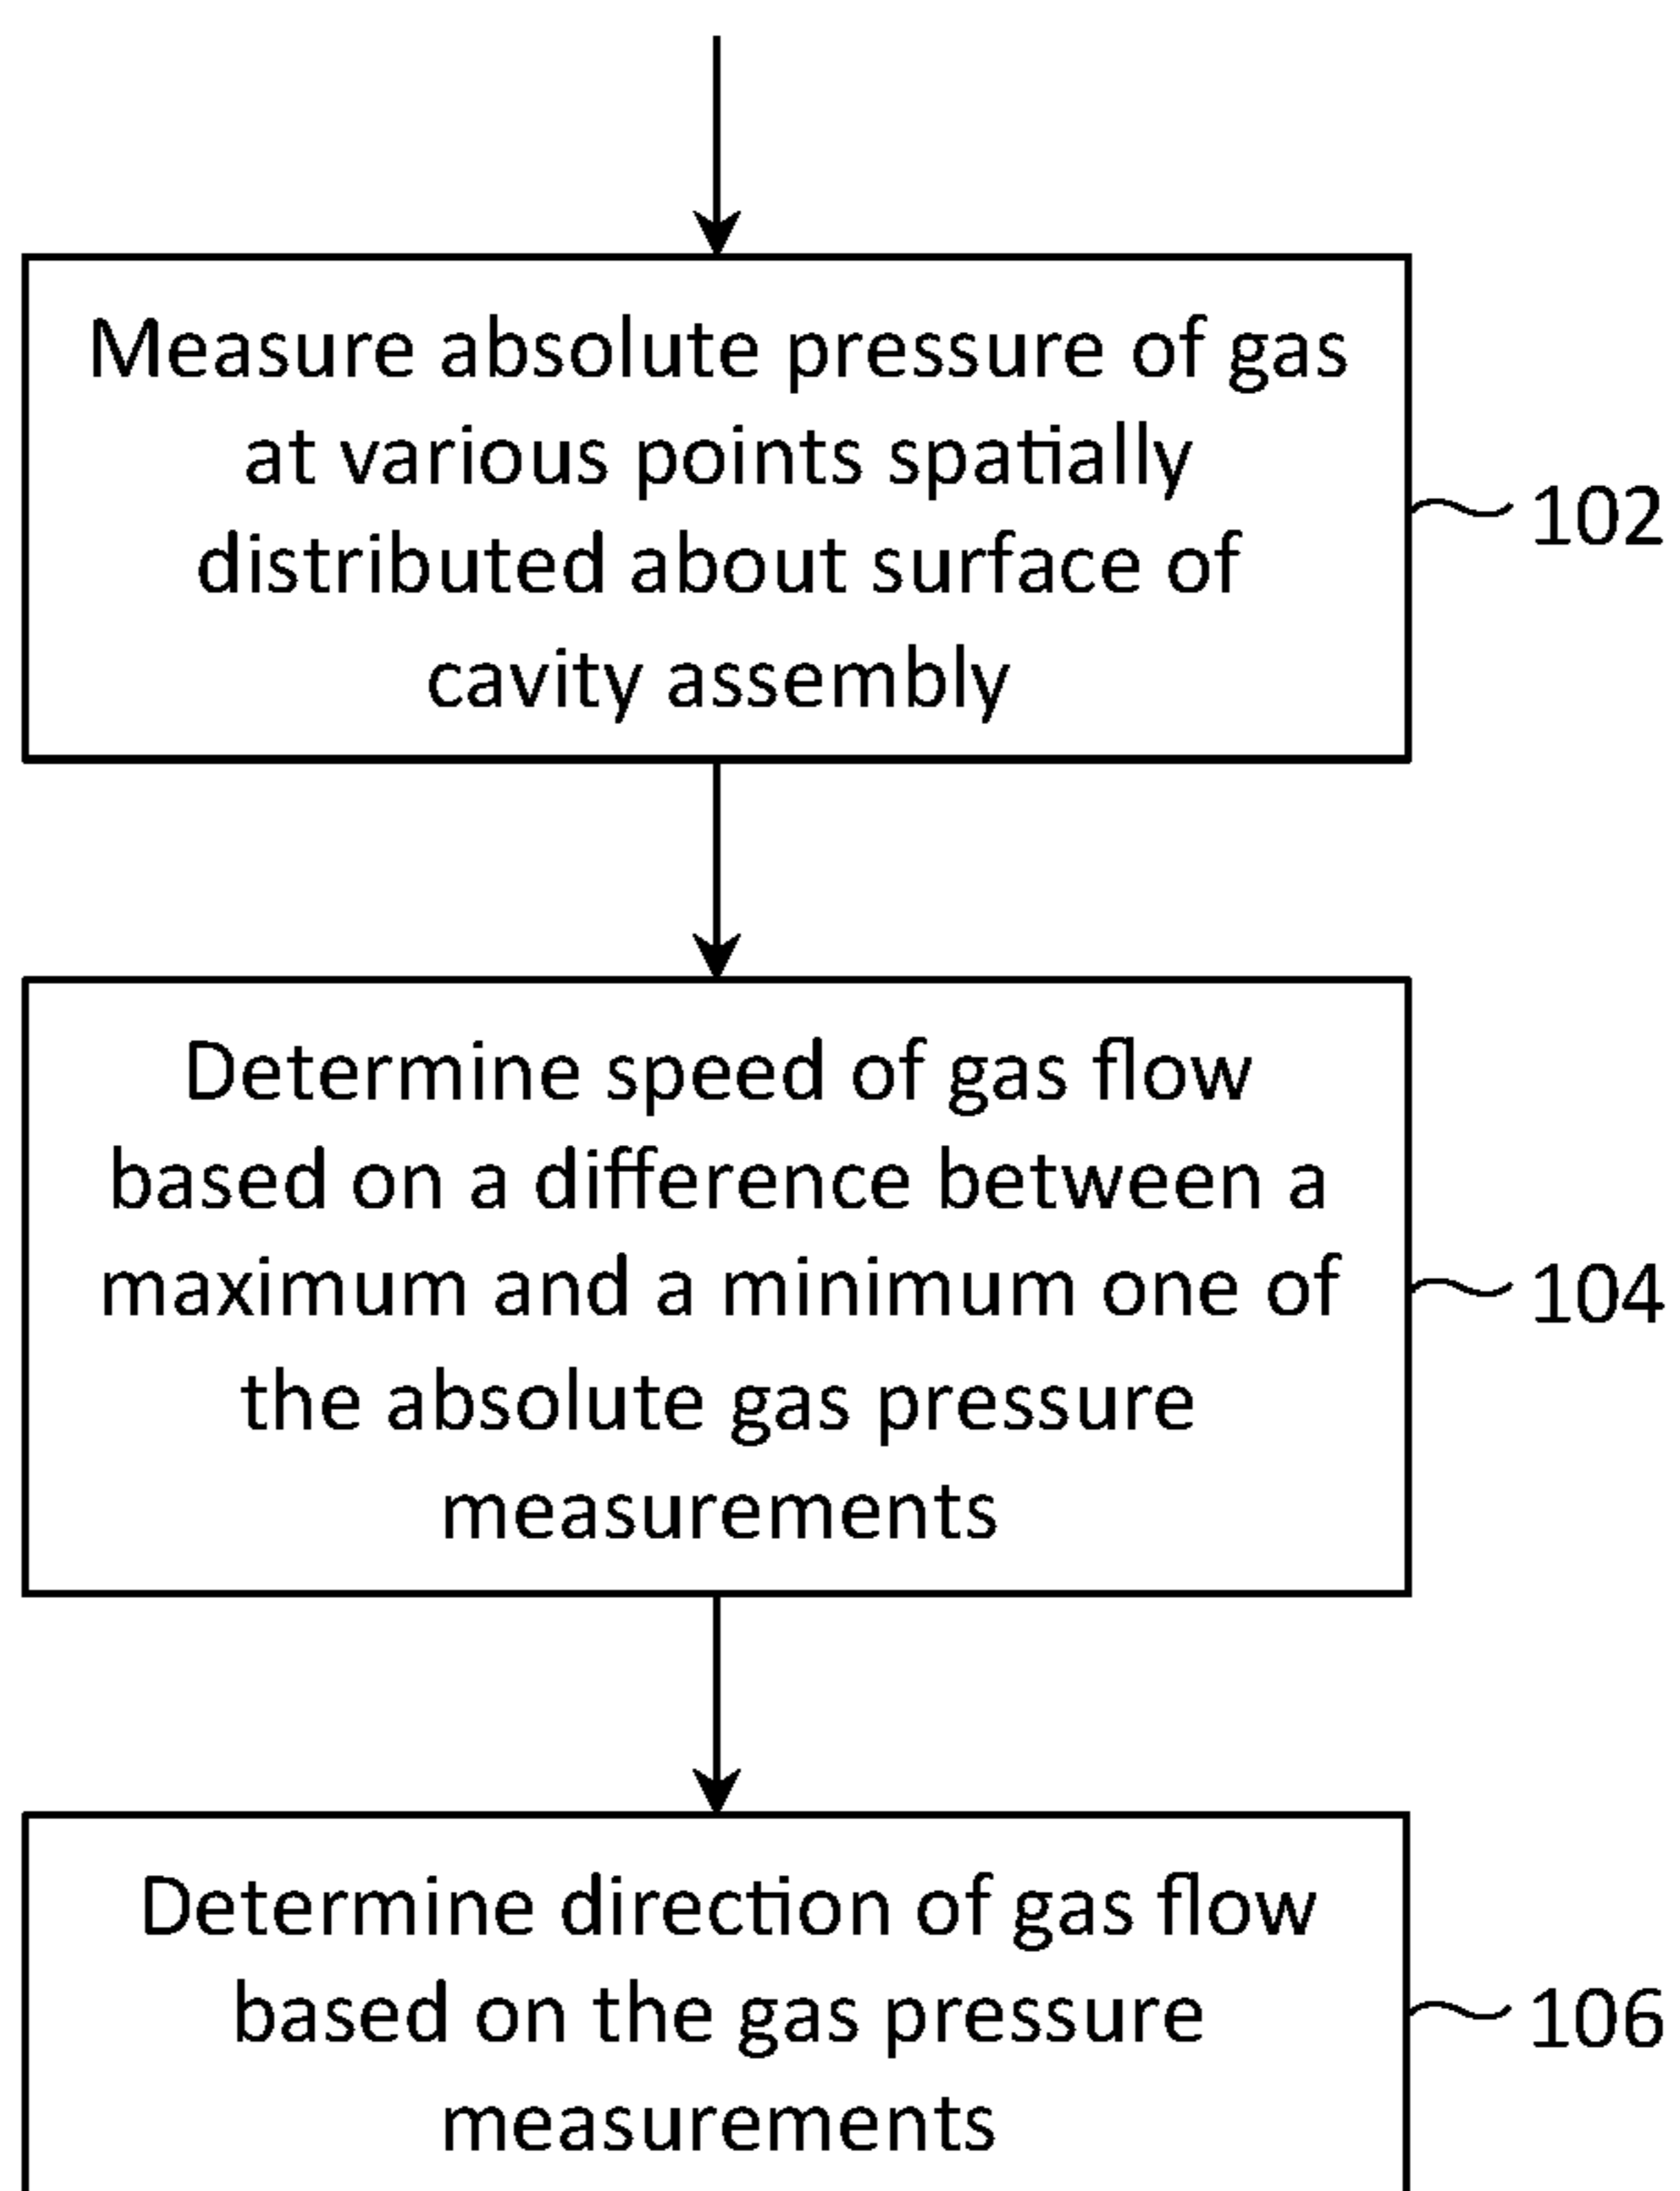 Measure absolute pressure of gas
at various points spatially
distributed about surface of
cavity assembly
102
Determine speed of gas flow
based on a difference between a
maximum and a minimum one of
the absolute gas pressure
measurements
104
Determine direction of gas flow
based on the gas pressure
measurements
106